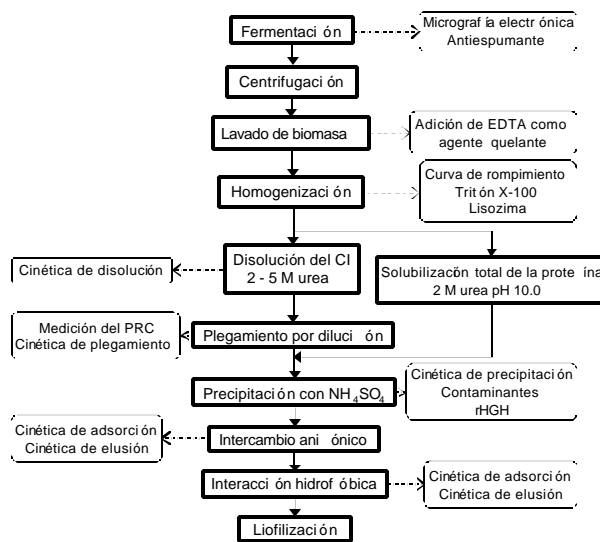 Fermentación
Micrografía electrónica
Antiespumante
Centrifugación
Lavado de biomasa
Adición de EDTA como
agente quelante
Homogenización
Curva de rompimiento
Tritón X-100
Lisozima
Cinética de disolución
Disolución del CI
2 - 5 M urea
Solubilización total de la proteína
2 M urea pH 10.0
Medición del PRC
Cinética de plegamiento
Plegamiento por dilución
Precipitación con NH4SO4
Cinética de precipitación
Contaminantes
rHGH
Cinética de adsorción
Cinética de elusión
Intercambio aniónico
Interacción hidrofóbica
Cinética de adsorción
Cinética de elusión
Liofilización